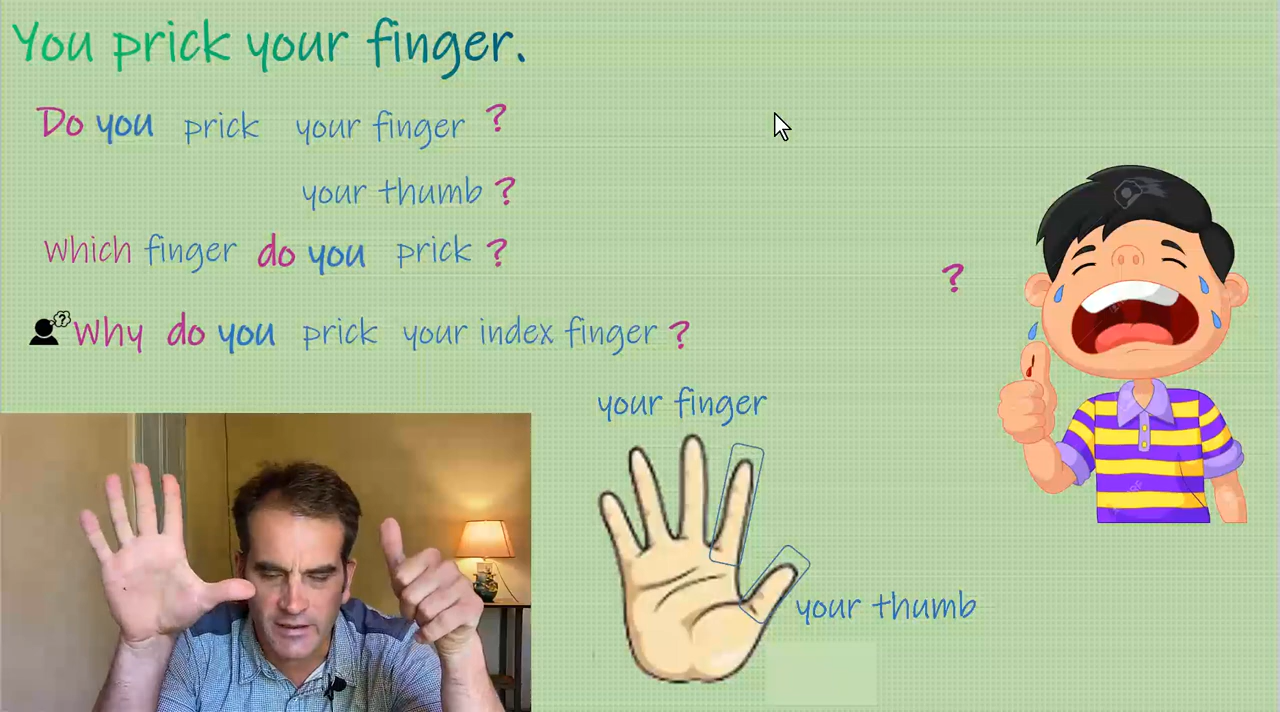 You prick your finger.
Do you prick your finger ?
your thumb ?
Which finger do you prick ?
?
? Why do you prick your index finger ?
your finger
your thumb